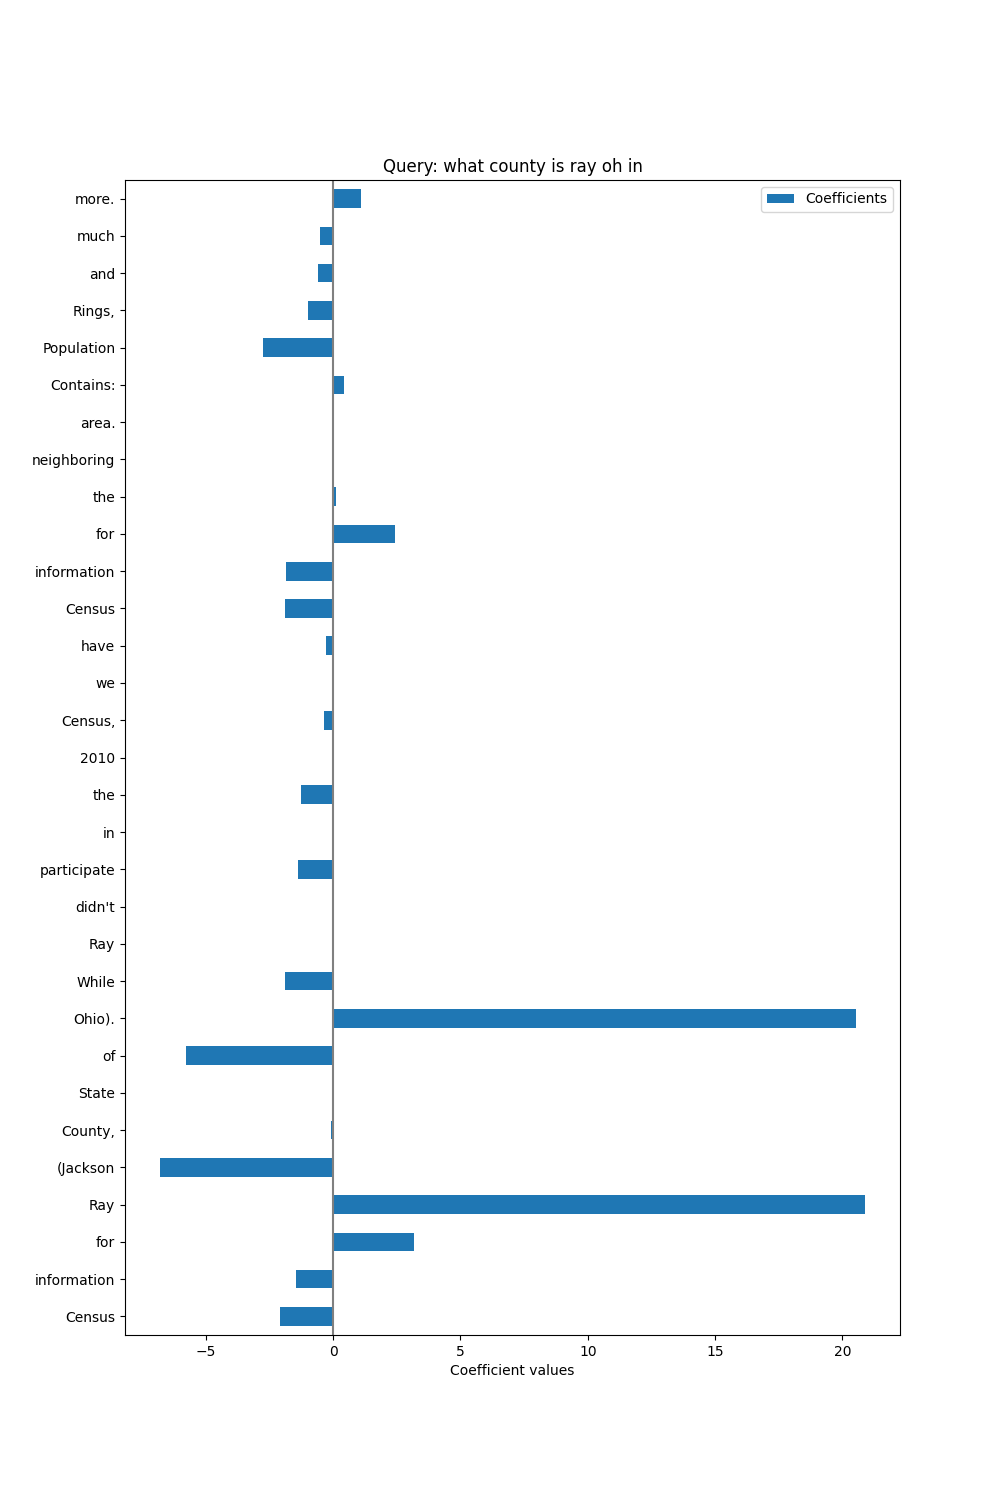 Query: what county is ray oh in
Coefficients
more.
much
and
Rings,
Population
Contains:
area.
neighboring
the
for
information
Census
have
we
Census,
2010
the
in
participate
didn't
Ray
While
Ohio).
of
State
County,
(Jackson
Ray
for
information
Census
−5 0 5 10 15 20
Coefficient values